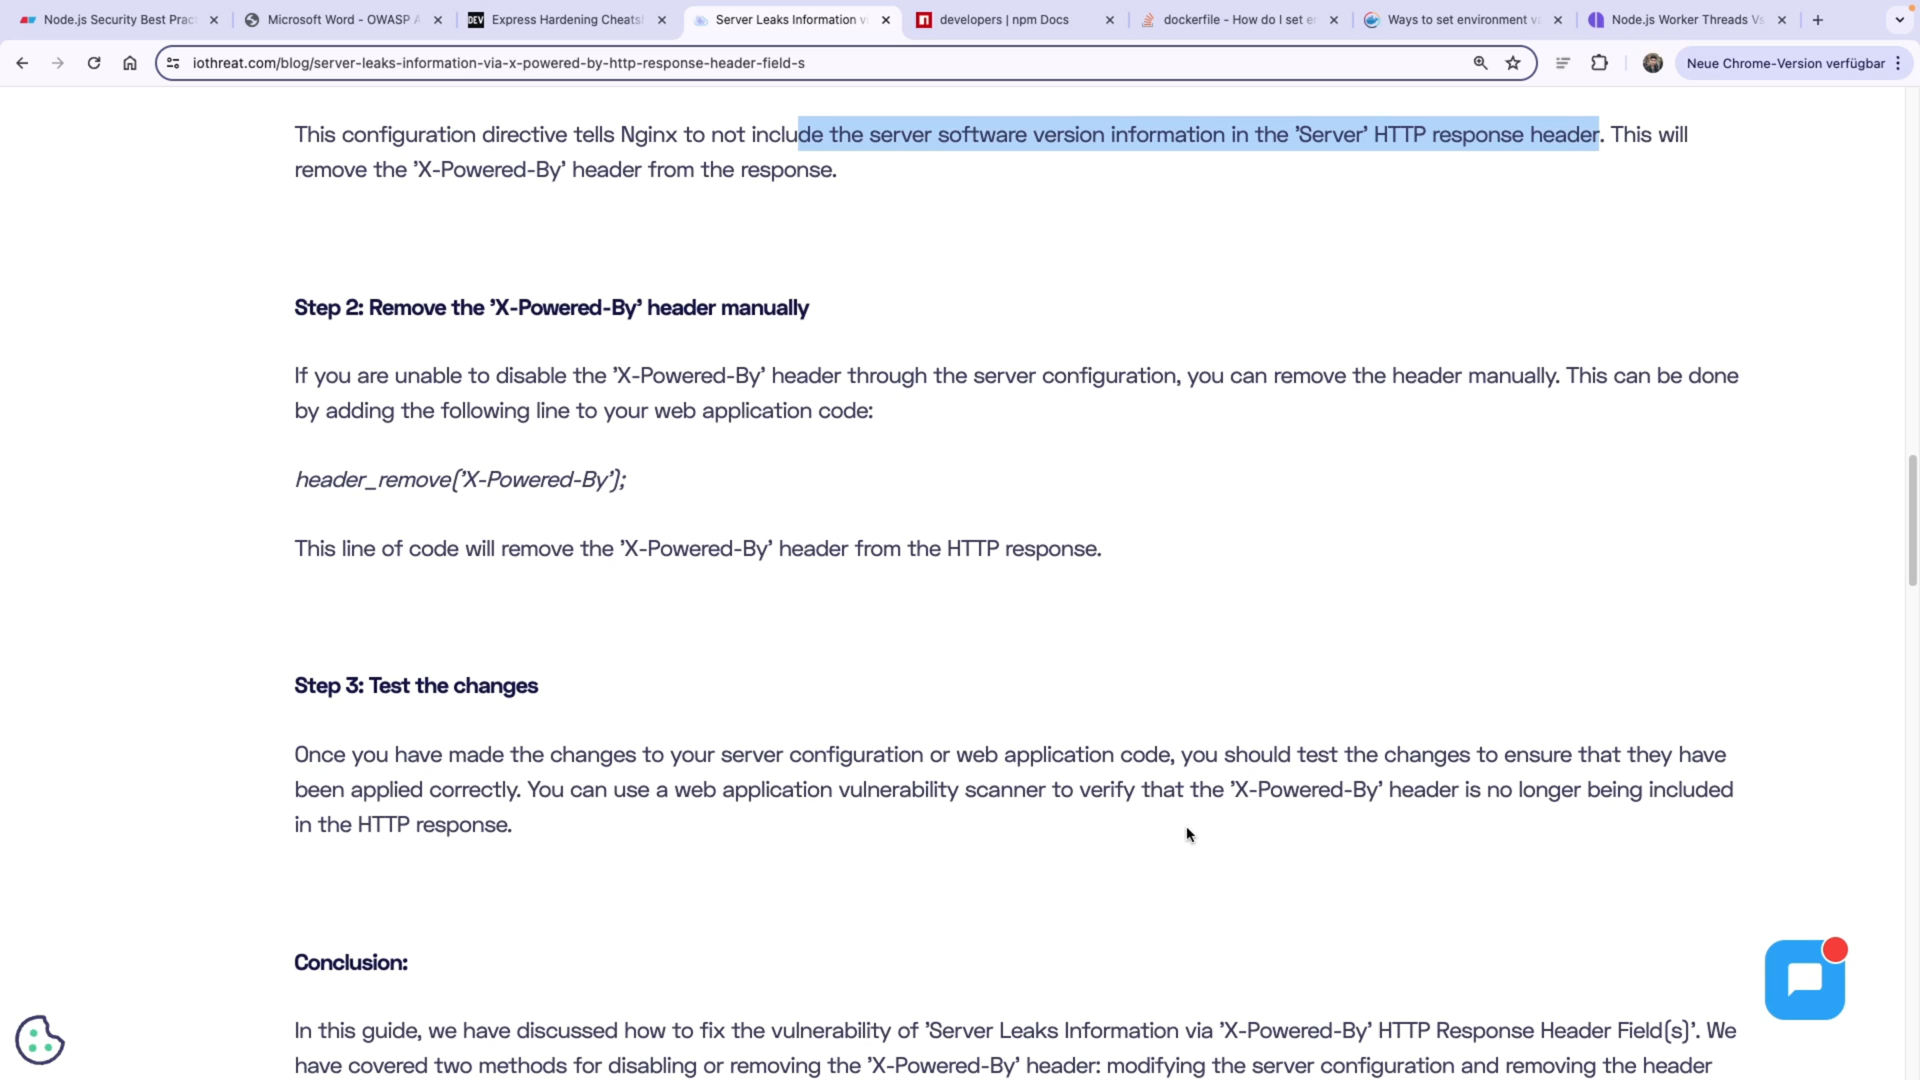 Node.js Security Best Prac
Microsoft Word - OWASP A
DEV Express Hardening Cheats
Server Leaks Information v
developers | npm Docs
dockerfile - How do I set e
Ways to set environment va
Node.js Worker Threads Vs
iothreat.com/blog/server-leaks-information-via-x-powered-by-http-response-header-field-s
Neue Chrome-Version verfügbar
This configuration directive tells Nginx to not include the server software version information in the ’Server’ HTTP response header. This will
remove the ’X-Powered-By’ header from the response.
Step 2: Remove the ’X-Powered-By’ header manually
If you are unable to disable the ’X-Powered-By’ header through the server configuration, you can remove the header manually. This can be done
by adding the following line to your web application code:
header_remove(’X-Powered-By’);
This line of code will remove the ’X-Powered-By’ header from the HTTP response.
Step 3: Test the changes
Once you have made the changes to your server configuration or web application code, you should test the changes to ensure that they have
been applied correctly. You can use a web application vulnerability scanner to verify that the ’X-Powered-By’ header is no longer being included
in the HTTP response.
Conclusion:
In this guide, we have discussed how to fix the vulnerability of ’Server Leaks Information via ’X-Powered-By’ HTTP Response Header Field(s)’. We
have covered two methods for disabling or removing the ’X-Powered-By’ header: modifying the server configuration and removing the header